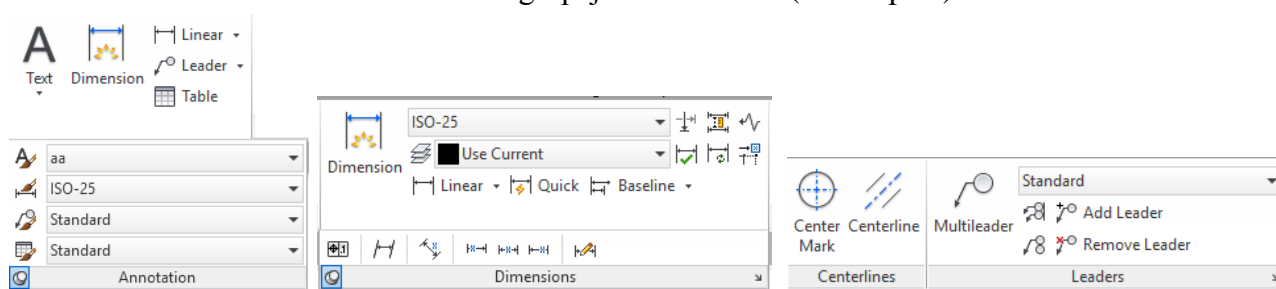 Linear
Leader
Table
Text
Dimension
aa
ISO-25
Standard
Standard
Annotation
ISO-25
Use Current
Dimension
Linear Quick Baseline
Dimensions
Center Mark
Centerline
Centerlines
Multileader
Standard
Add Leader
Remove Leader
Leaders